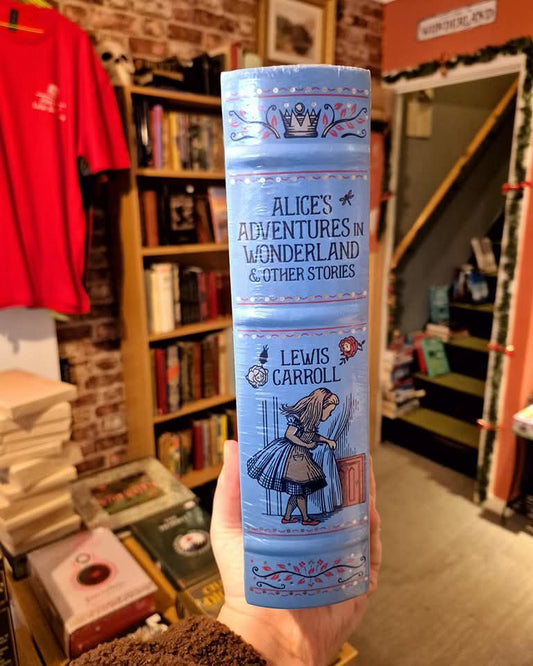 WONDERLAND
ALICE'S
ADVENTURES IN
WONDERLAND
& OTHER STORIES
LEWIS
CARROLL